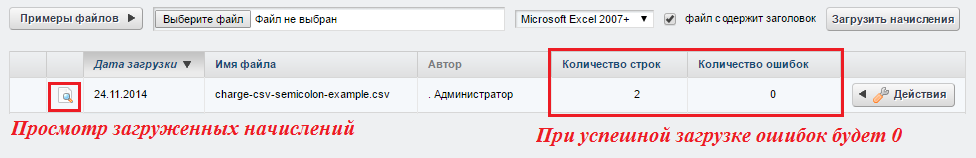 Примеры файлов Выберите файл Файл не выбран Microsoft Excel 2007+ файл содержит заголовок Загрузить начисления
Дата загрузки Имя файла Автор Количество строк Количество ошибок
24.11.2014 charge-csv-semicolon-example.csv . Администратор 2 0 Действия
Просмотр загруженных начислений При успешной загрузке ошибок будет 0